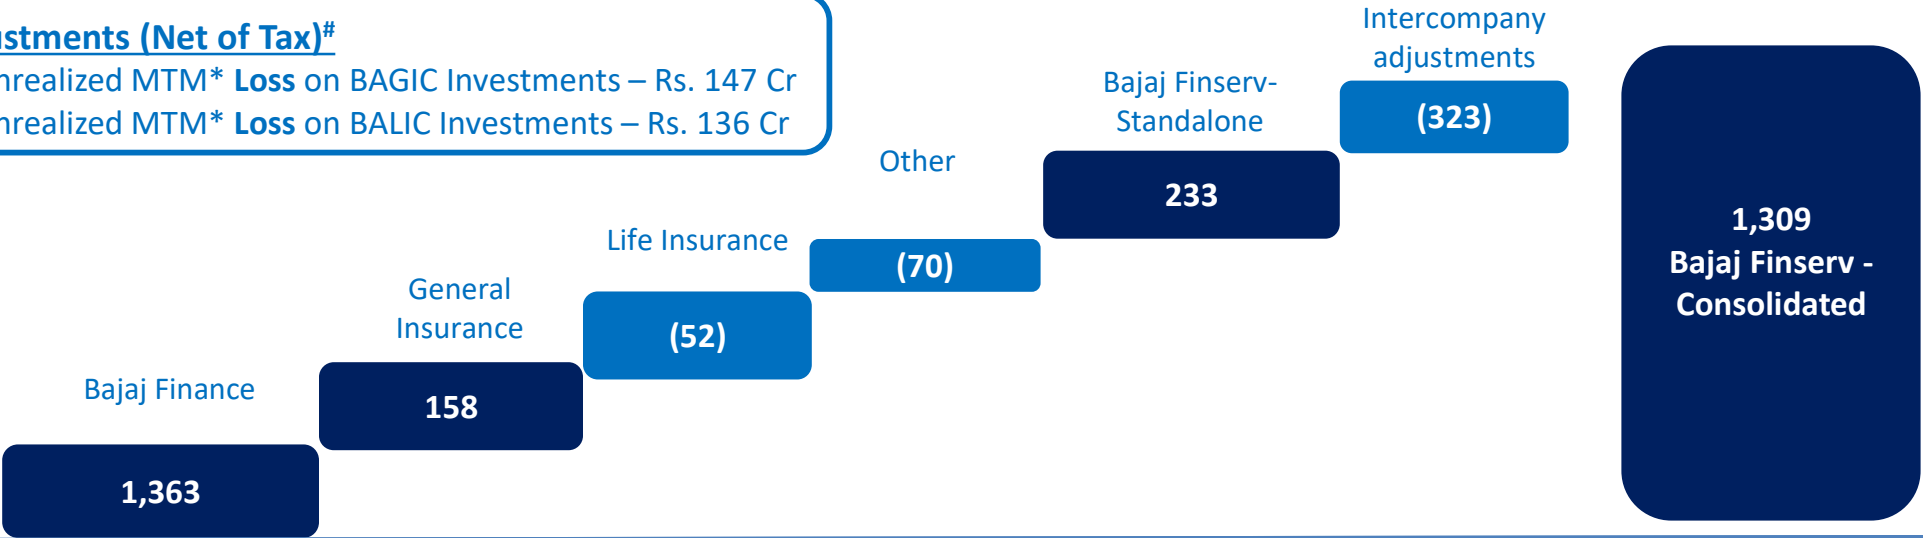 ustments (Net of Tax)#
nrealized MTM* Loss on BAGIC Investments – Rs. 147 Cr
nrealized MTM* Loss on BALIC Investments – Rs. 136 Cr
Bajaj Finance
1,363
General
Insurance
158
Life Insurance
(52)
Other
(70)
Bajaj Finserv-
Standalone
233
Intercompany
adjustments
(323)
1,309
Bajaj Finserv -
Consolidated